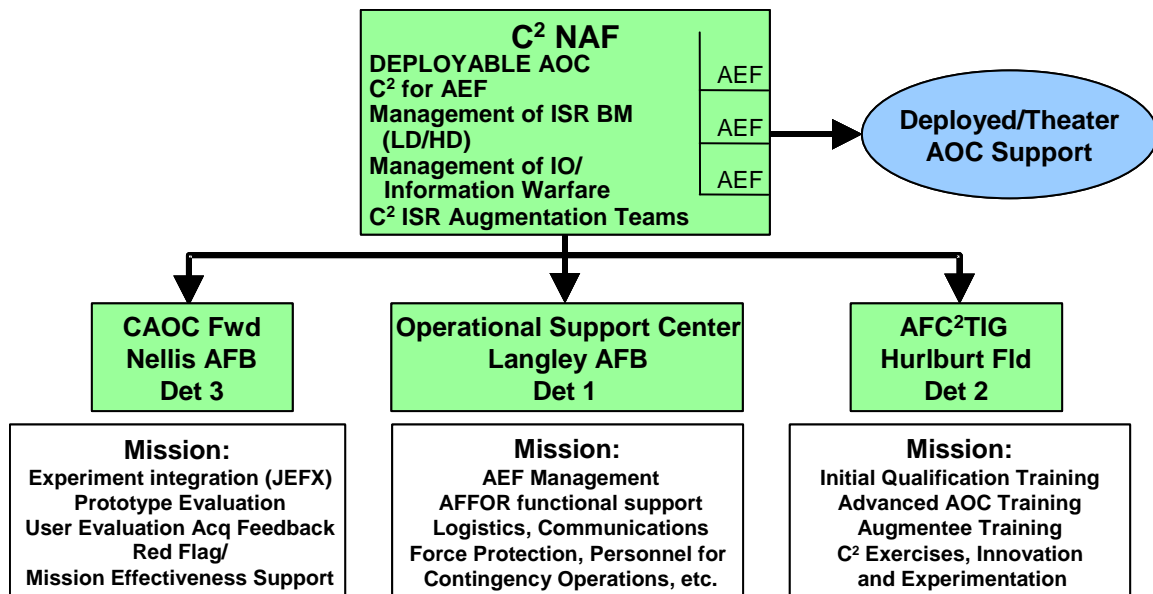 C² NAF
DEPLOYABLE AOC
C² for AEF
Management of ISR BM
(LD/HD)
Management of IO/
Information Warfare
C² ISR Augmentation Teams
AEF
AEF
AEF
Deployed/Theater
AOC Support
CAOC Fwd
Nellis AFB
Det 3
Operational Support Center
Langley AFB
Det 1
AFC²TIG
Hurlburt Fld
Det 2
Mission:
Experiment integration (JEFX)
Prototype Evaluation
User Evaluation Acq Feedback
Red Flag/
Mission Effectiveness Support
Mission:
AEF Management
AFFOR functional support
Logistics, Communications
Force Protection, Personnel for
Contingency Operations, etc.
Mission:
Initial Qualification Training
Advanced AOC Training
Augmentee Training
C² Exercises, Innovation
and Experimentation